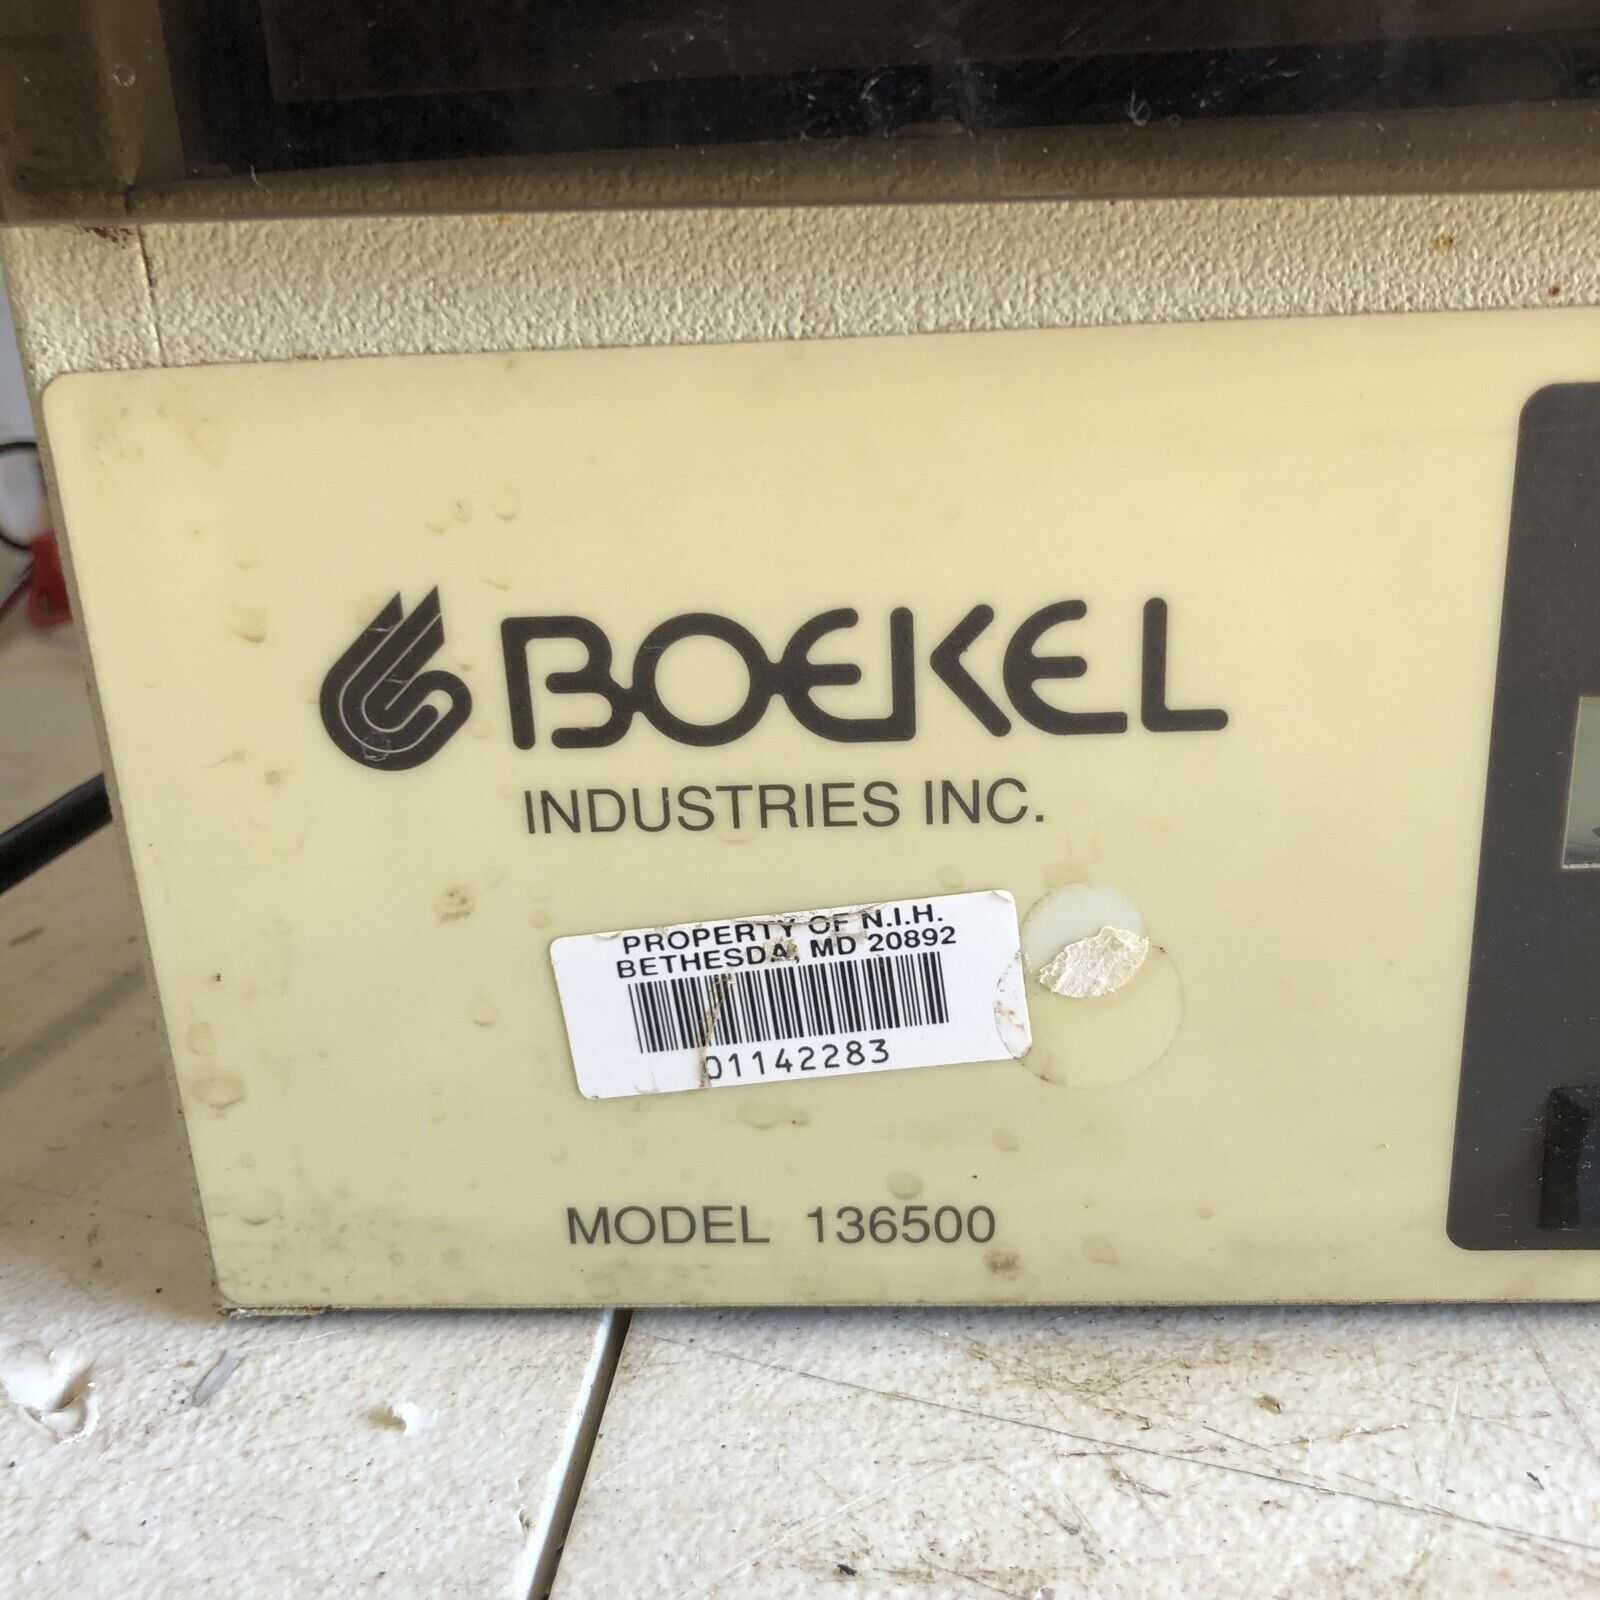 BOEKEL
INDUSTRIES INC.
PROPERTY OF N.I.H.
BETHESDA, MD 20892
01142283
MODEL 136500